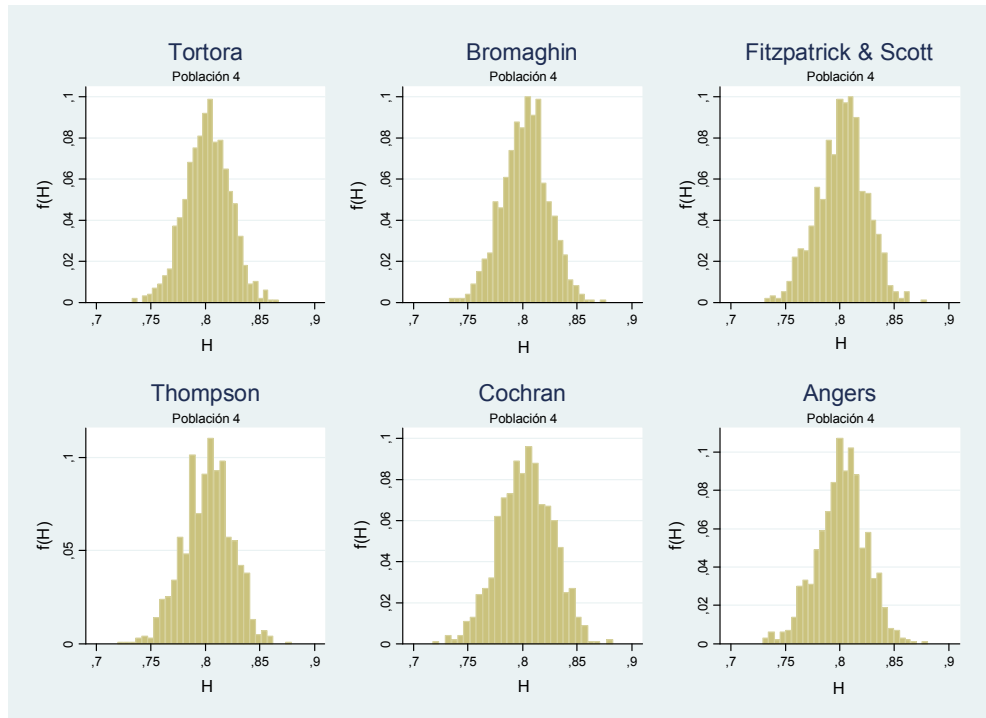 Tortora
Población 4
f(H)
,1
,08
,06
,04
,02
0
,7 ,75 ,8 ,85 ,9
H
Bromaghin
Población 4
f(H)
,1
,08
,06
,04
,02
0
,7 ,75 ,8 ,85 ,9
H
Fitzpatrick & Scott
Población 4
f(H)
,1
,08
,06
,04
,02
0
,7 ,75 ,8 ,85 ,9
H
Thompson
Población 4
f(H)
,1
,05
0
,7 ,75 ,8 ,85 ,9
H
Cochran
Población 4
f(H)
,1
,08
,06
,04
,02
0
,7 ,75 ,8 ,85 ,9
H
Angers
Población 4
f(H)
,1
,08
,06
,04
,02
0
,7 ,75 ,8 ,85 ,9
H